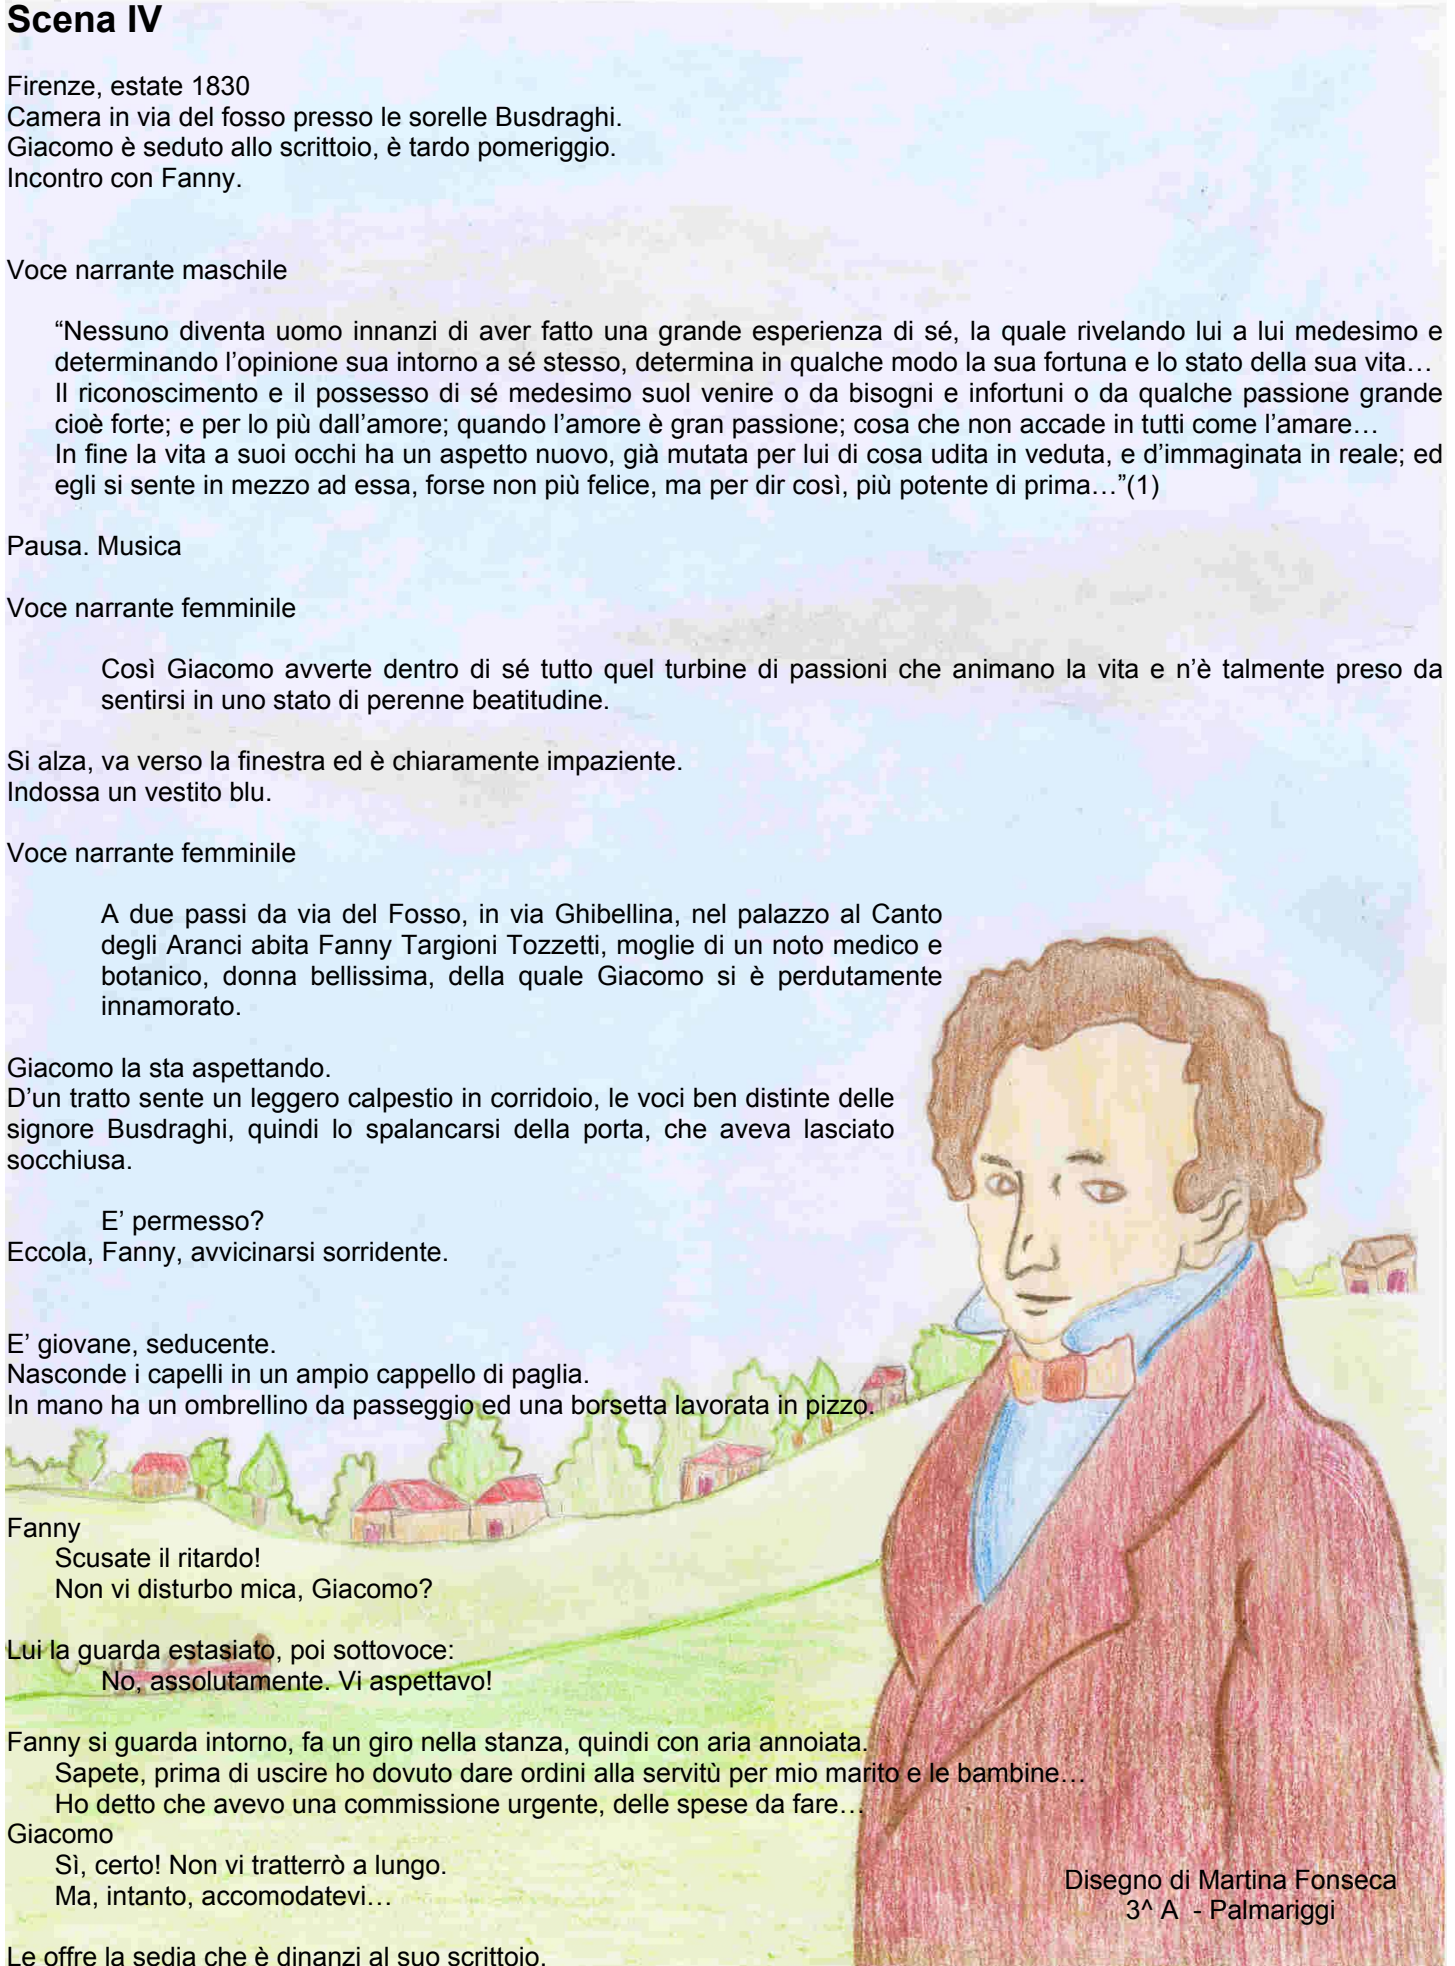 Scena IV
Firenze, estate 1830
Camera in via del fosso presso le sorelle Busdraghi.
Giacomo è seduto allo scrittoio, è tardo pomeriggio.
Incontro con Fanny.
Voce narrante maschile
“Nessuno diventa uomo innanzi di aver fatto una grande esperienza di sé, la quale rivelando lui a lui medesimo e
determinando l’opinione sua intorno a sé stesso, determina in qualche modo la sua fortuna e lo stato della sua vita…
Il riconoscimento e il possesso di sé medesimo suol venire o da bisogni e infortuni o da qualche passione grande
cioè forte; e per lo più dall’amore; quando l’amore è gran passione; cosa che non accade in tutti come l’amare…
In fine la vita a suoi occhi ha un aspetto nuovo, già mutata per lui di cosa udita in veduta, e d’immaginata in reale; ed
egli si sente in mezzo ad essa, forse non più felice, ma per dir così, più potente di prima…”(1)
Pausa. Musica
Voce narrante femminile
Così Giacomo avverte dentro di sé tutto quel turbine di passioni che animano la vita e n’è talmente preso da
sentirsi in uno stato di perenne beatitudine.
Si alza, va verso la finestra ed è chiaramente impaziente.
Indossa un vestito blu.
Voce narrante femminile
A due passi da via del Fosso, in via Ghibellina, nel palazzo al Canto
degli Aranci abita Fanny Targioni Tozzetti, moglie di un noto medico e
botanico, donna bellissima, della quale Giacomo si è perdutamente
innamorato.
Giacomo la sta aspettando.
D’un tratto sente un leggero calpestio in corridoio, le voci ben distinte delle
signore Busdraghi, quindi lo spalancarsi della porta, che aveva lasciato
socchiusa.
E’ permesso?
Eccola, Fanny, avvicinarsi sorridente.
E’ giovane, seducente.
Nasconde i capelli in un ampio cappello di paglia.
In mano ha un ombrellino da passeggio ed una borsetta lavorata in pizzo.
Fanny
Scusate il ritardo!
Non vi disturbo mica, Giacomo?
Lui la guarda estasiato, poi sottovoce:
No, assolutamente. Vi aspettavo!
Fanny si guarda intorno, fa un giro nella stanza, quindi con aria annoiata.
Sapete, prima di uscire ho dovuto dare ordini alla servitù per mio marito e le bambine…
Ho detto che avevo una commissione urgente, delle spese da fare…
Giacomo
Sì, certo! Non vi tratterrò a lungo.
Ma, intanto, accomodatevi…
Disegno di Martina Fonseca
3^ A - Palmariggi
Le offre la sedia che è dinanzi al suo scrittoio.